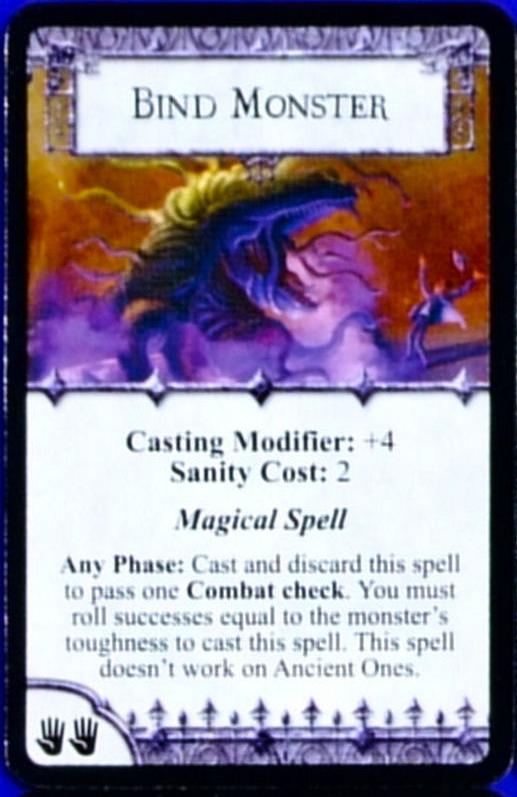 BIND MONSTER
Casting Modifier: +4
Sanity Cost: 2
Magical Spell
Any Phase: Cast and discard this spell
to pass one Combat check. You must
roll successes equal to the monster's
toughness to cast this spell. This spell
doesn't work on Ancient Ones.